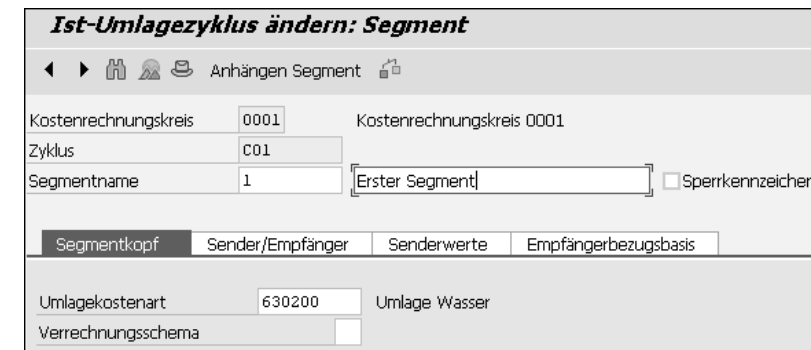 Ist-Umlagezyklus ändern: Segment
Anhängen Segment
Kostenrechnungskreis 0001 Kostenrechnungskreis 0001
Zyklus C01
Segmentname 1 Erster Segment Sperrkennzeichen
Segmentkopf Sender/Empfänger Senderwerte Empfängerbezugsbasis
Umlagekostenart 630200 Umlage Wasser
Verrechnungsschema